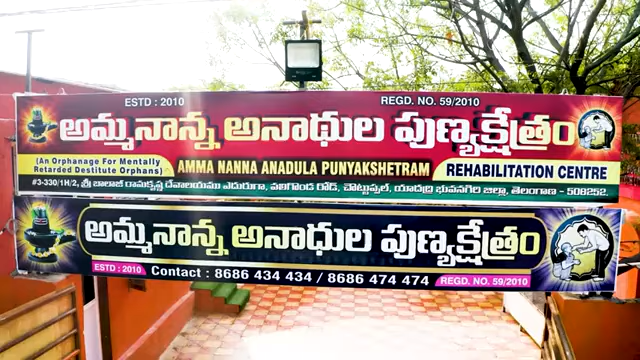 ESTD : 2010 REGD. NO. 59/2010
అమ్మనాన్న అనాథుల పుణ్యక్షేత్రం
(An Orphanage For Mentally
Retarded Destitute Orphans)
AMMA NANNA ANADULA PUNYAKSHETRAM
REHABILITATION CENTRE
#3-330/1H/2, శ్రీ బాలాజీ రామకృష్ణ దేవాలయము ఎదురుగా, వలిగొండ రోడ్, చౌటుప్పల్, యాదాద్రి భువనగిరి జిల్లా, తెలంగాణ - 508252.
అమ్మనాన్న అనాధుల పుణ్యక్షేత్రం
ESTD : 2010 Contact : 8686 434 434 / 8686 474 474 REGD. NO. 59/2010